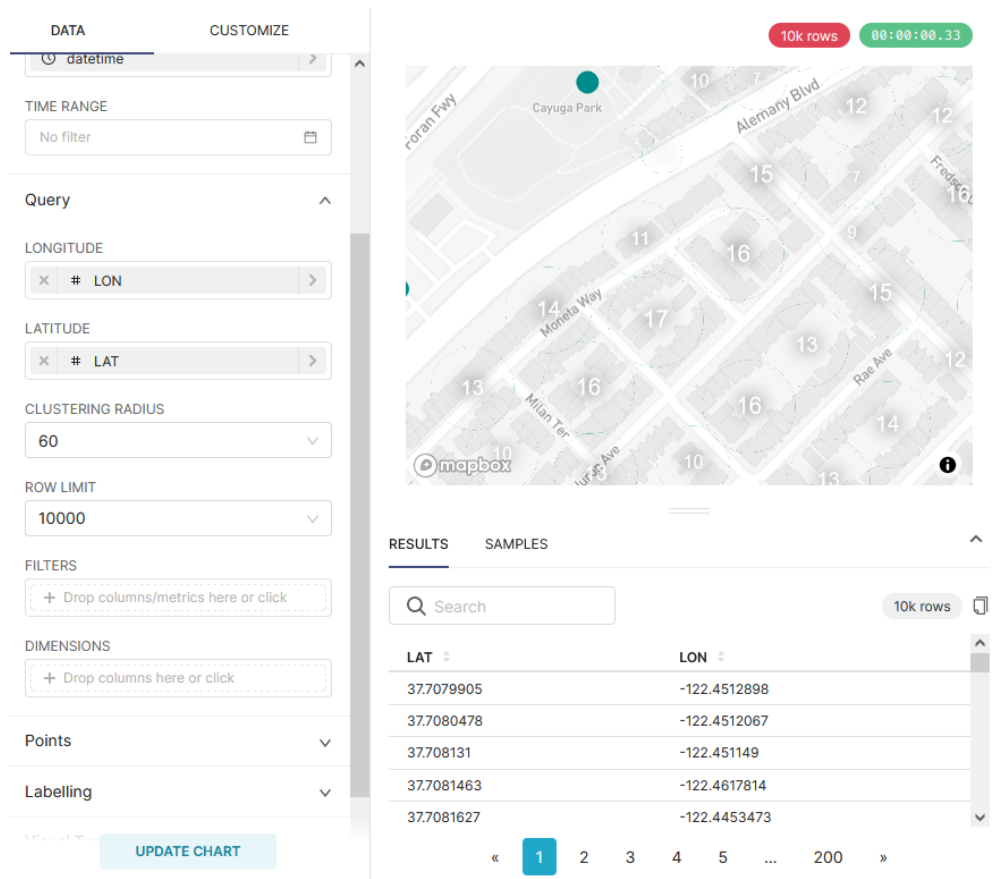 DATA CUSTOMIZE
datetime
TIME RANGE
No filter
Query
LONGITUDE
# LON
LATITUDE
# LAT
CLUSTERING RADIUS
60
ROW LIMIT
10000
FILTERS
+ Drop columns/metrics here or click
DIMENSIONS
+ Drop columns here or click
Points
Labelling
UPDATE CHART
10k rows 00:00:00.33
Cayuga Park
Foran Fwy
Alemany Blvd
10
7
12
12
15
7
16
11
9
16
15
14
Moneta Way
17
13
Rae Ave
12
13
16
Milan Ter
16
14
10
Ave
10
13
mapbox
RESULTS SAMPLES
Search
10k rows
LAT LON
37.7079905 -122.4512898
37.7080478 -122.4512067
37.708131 -122.451149
37.7081463 -122.4617814
37.7081627 -122.4453473
« 1 2 3 4 5 ... 200 »